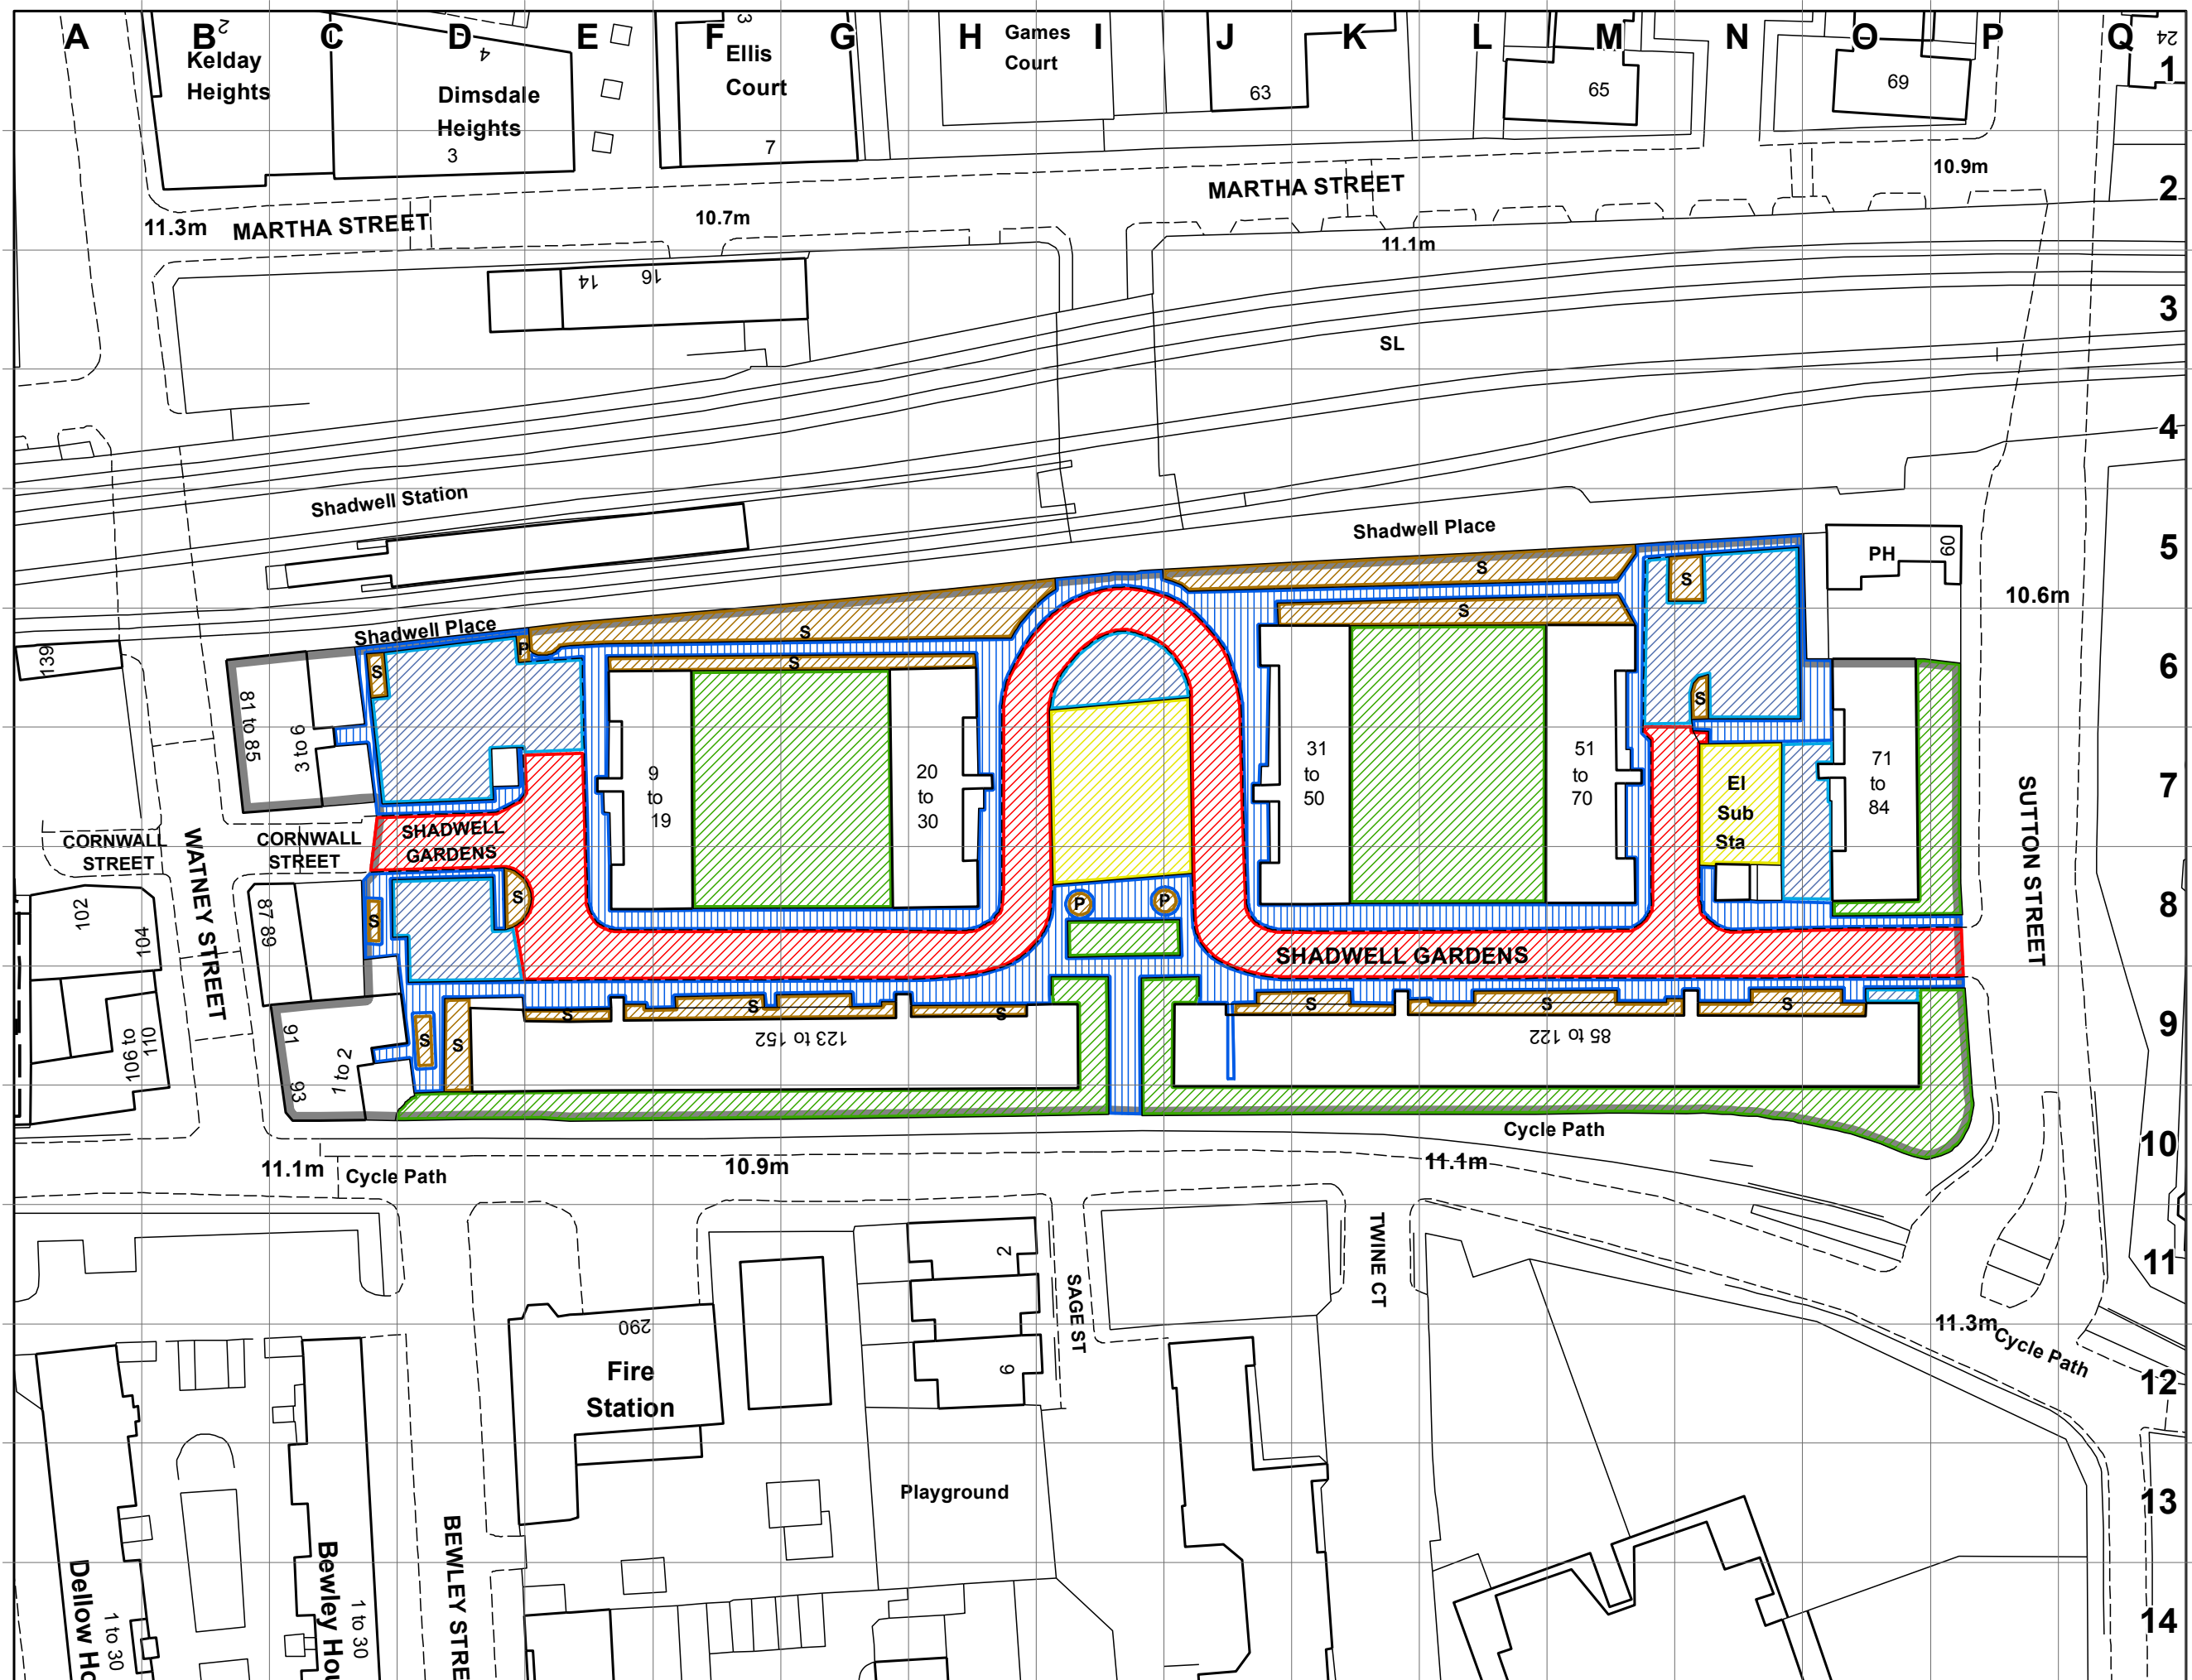 A B C D E F G H I J K L M N O P Q
1
2
3
4
5
6
7
8
9
10
11
12
13
14
2
Kelday
Heights
4
Dimsdale
Heights
3
3
Ellis
Court
7
Games
Court
63
65
69
24
MARTHA STREET
MARTHA STREET
11.3m
10.7m
11.1m
10.9m
14
16
SL
Shadwell Station
Shadwell Place
Shadwell Place
PH
60
10.6m
139
81 to 85
3 to 6
S
P
S
S
S
S
S
S
9
to
19
20
to
30
31
to
50
51
to
70
El
Sub
Sta
71
to
84
CORNWALL
STREET
CORNWALL
STREET
WATNEY STREET
SHADWELL
GARDENS
SUTTON STREET
102
104
87 89
S
S
P
P
SHADWELL GARDENS
106 to
110
91
93
1 to 2
S
S
S
S
S
S
S
S
123 to 152
85 to 122
Cycle Path
11.1m
Cycle Path
10.9m
11.1m
2
6
SAGE ST
TWINE CT
290
Fire
Station
11.3m
Cycle Path
Playground
Dellow Ho
1 to 30
Bewley Hou
1 to 30
BEWLEY STRE